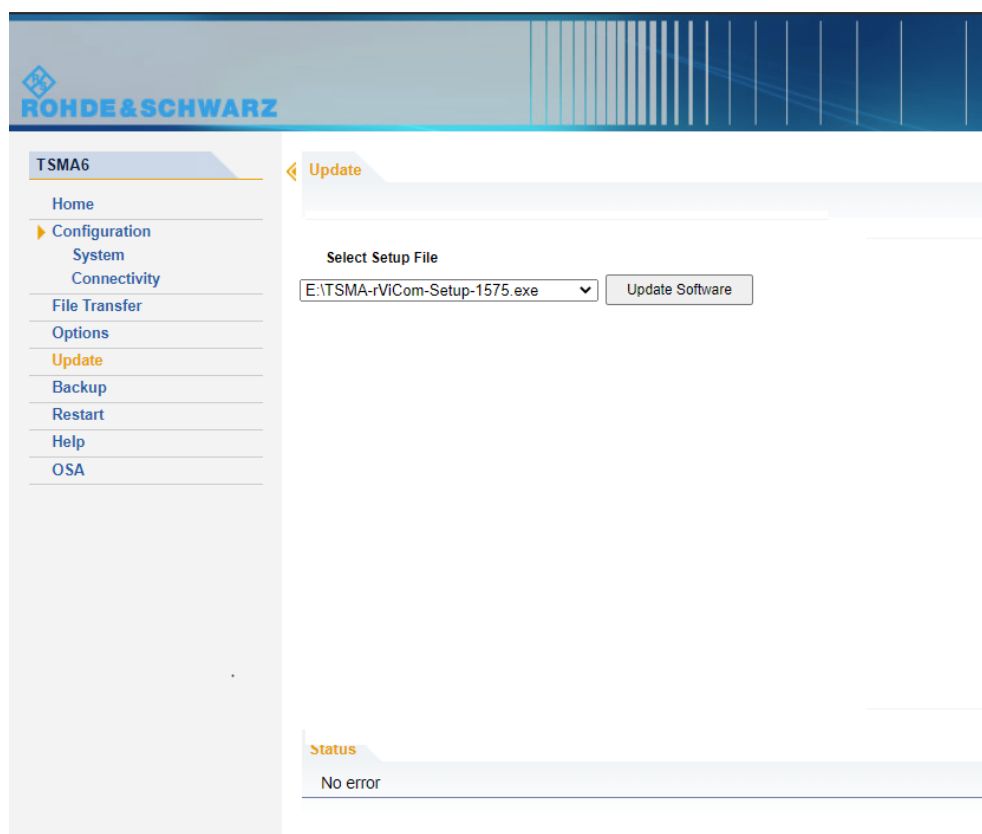 ROHDE&SCHWARZ
TSMA6
Home
Configuration
System
Connectivity
File Transfer
Options
Update
Backup
Restart
Help
OSA
Update
Select Setup File
E:\TSMA-rViCom-Setup-1575.exe Update Software
Status
No error